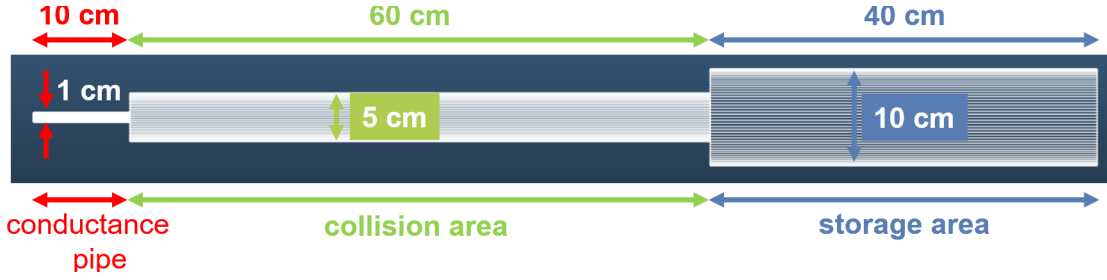 10 cm 60 cm 40 cm
1 cm
5 cm
10 cm
conductance
pipe
collision area
storage area